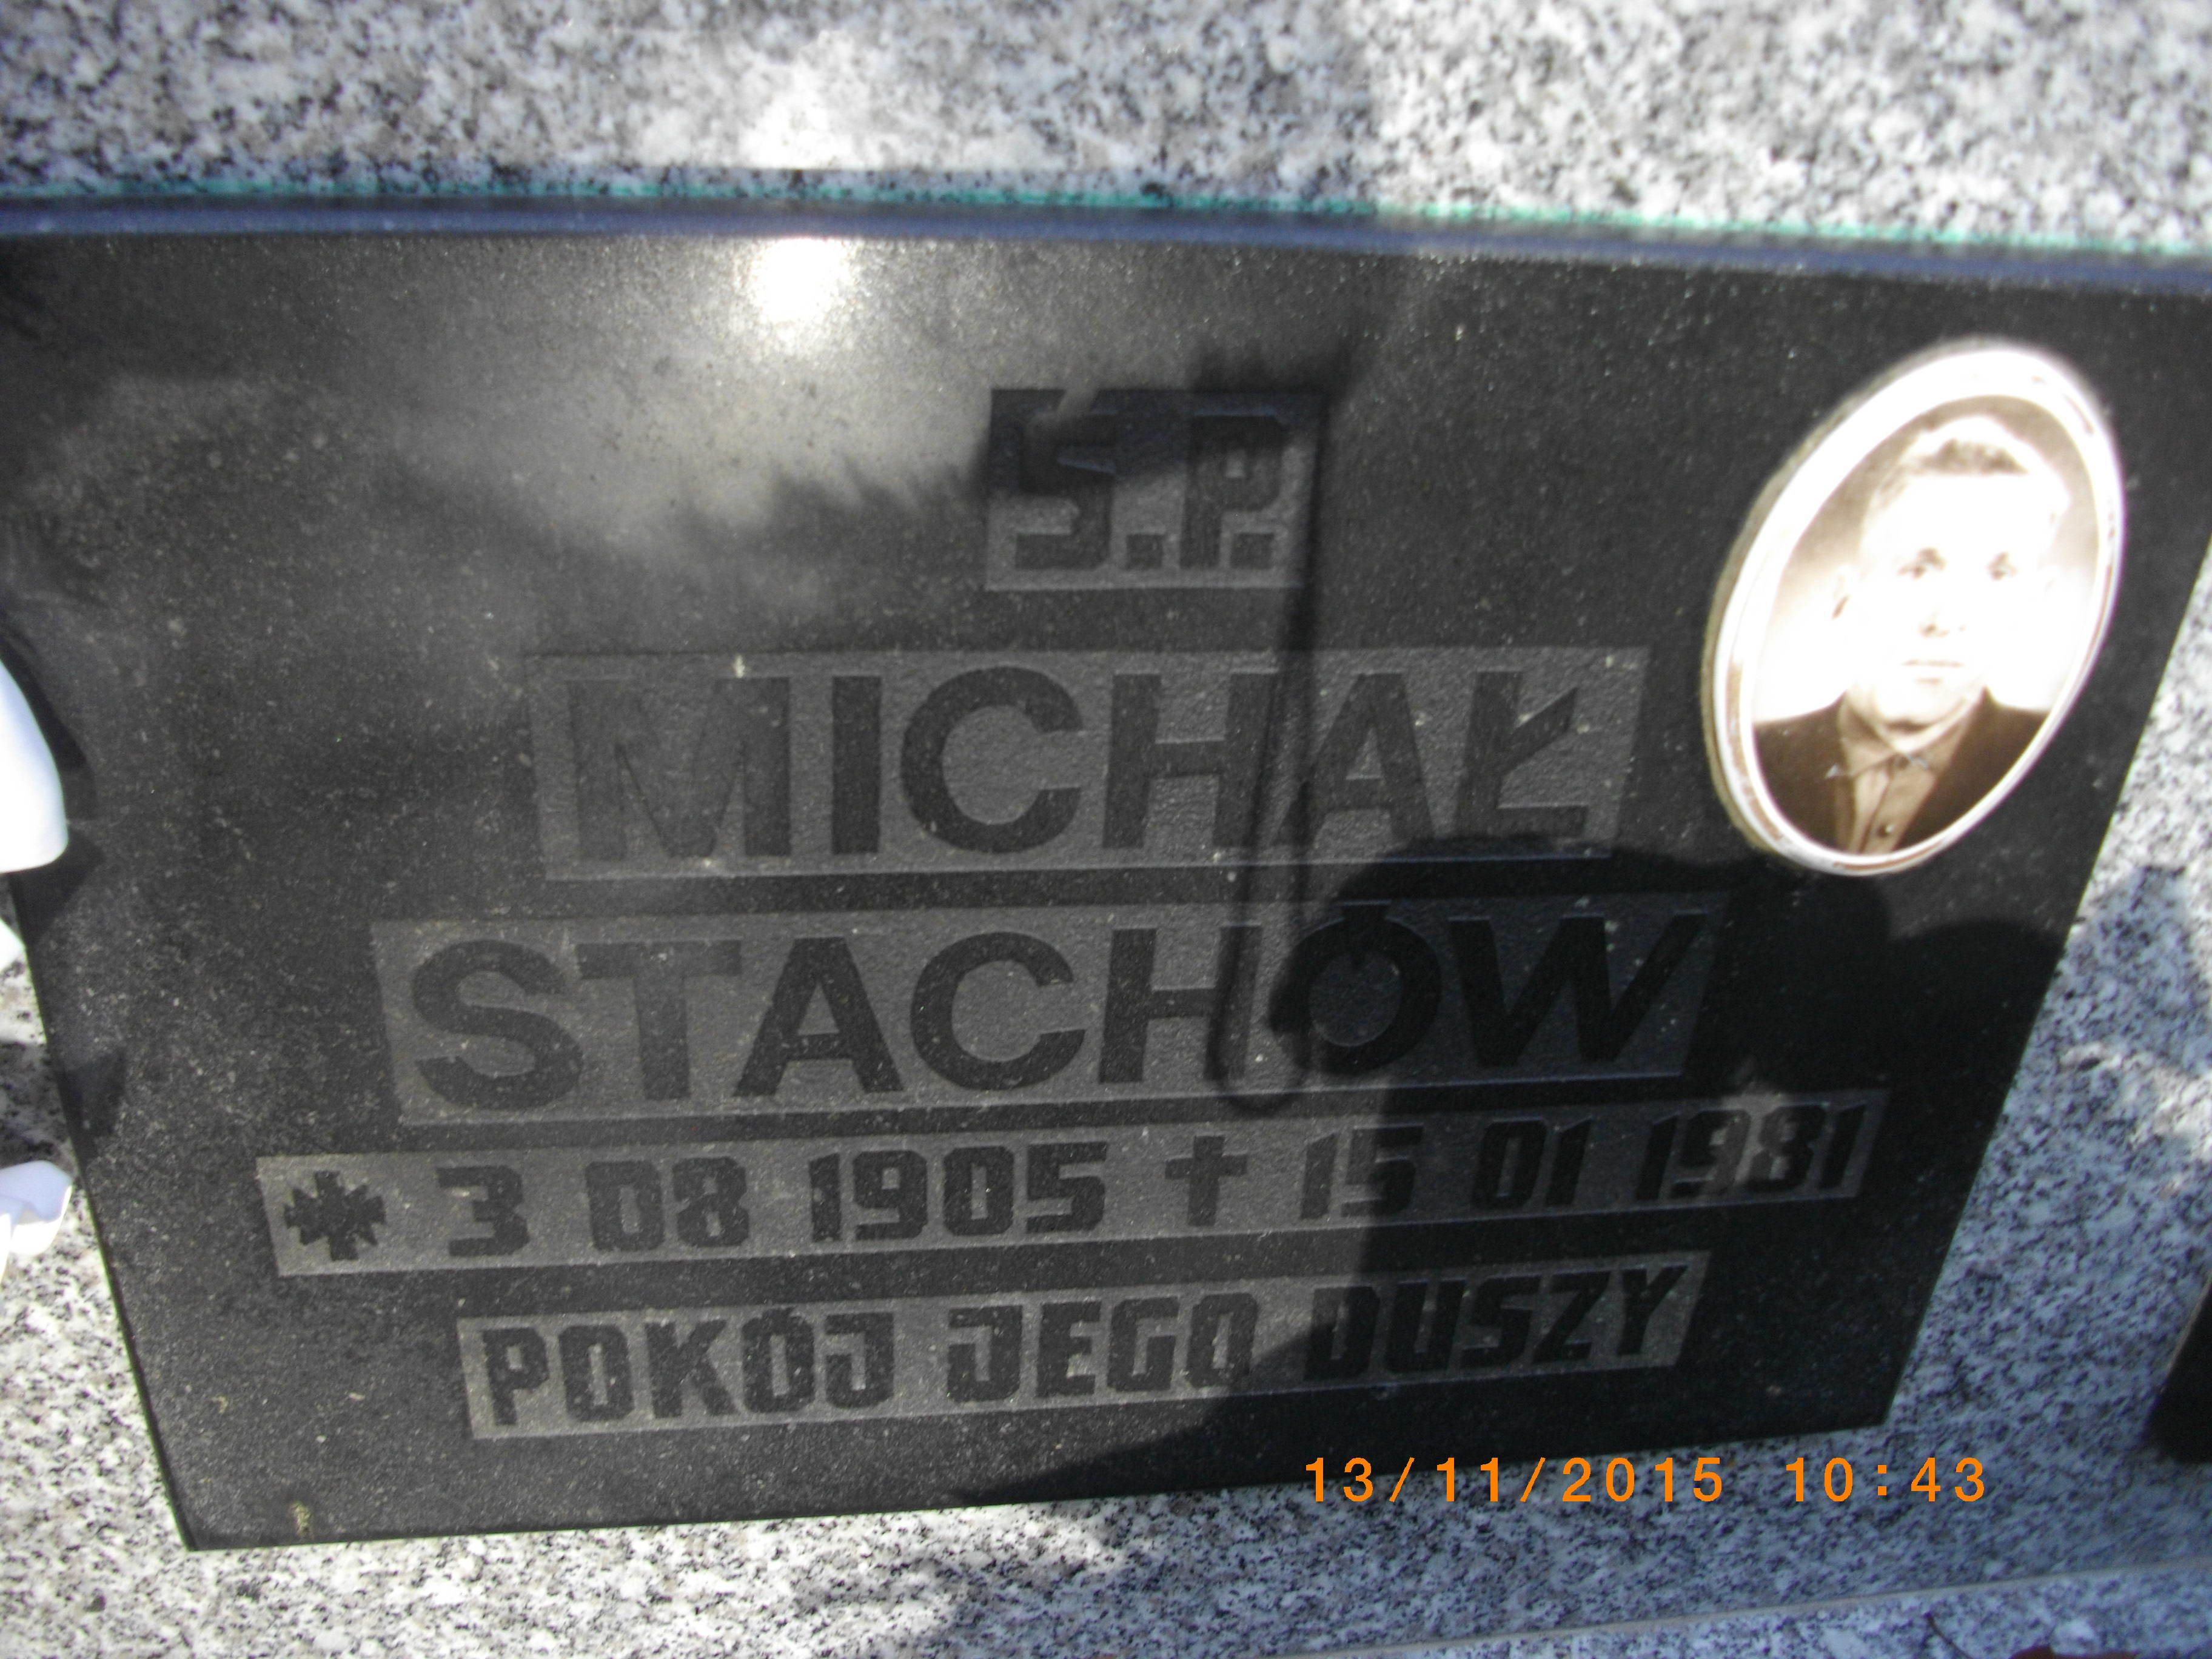 Ś.P.
MICHAŁ
STACHÓW
* 3 08 1905 ✝ 15 01 1981
POKÓJ JEGO DUSZY
13/11/2015 10:43